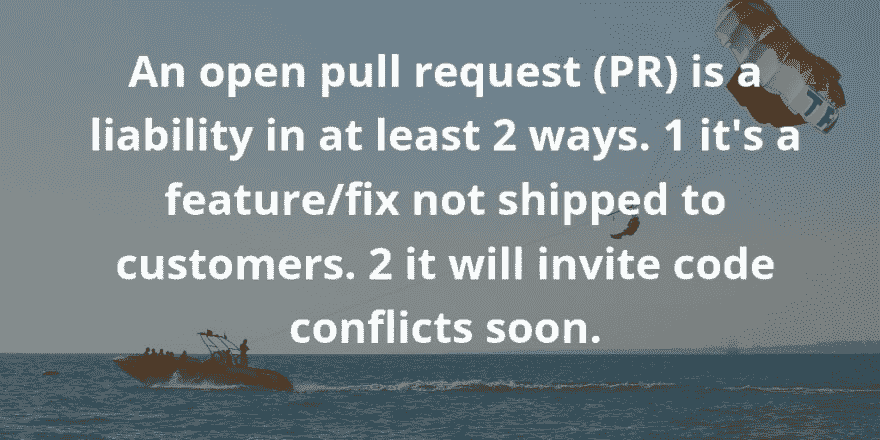 An open pull request (PR) is a
liability in at least 2 ways. 1 it's a
feature/fix not shipped to
customers. 2 it will invite code
conflicts soon.